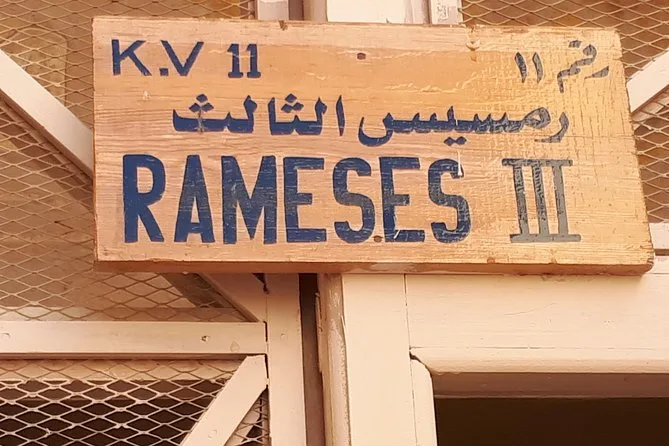 K.V 11 رقم ١١
رمسيس الثالث
RAMESES III